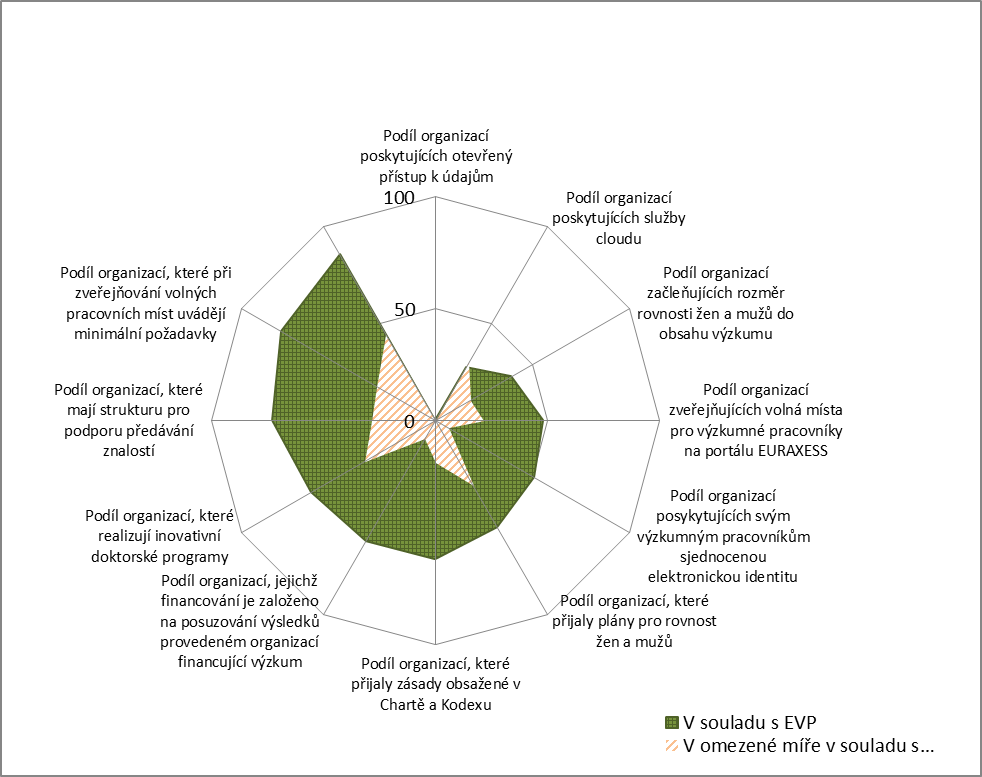 Podíl organizací
poskytujících otevřený
přístup k údajům
100
50
0
Podíl organizací
poskytujících služby
cloudu
Podíl organizací
začleňujících rozměr
rovnosti žen a mužů do
obsahu výzkumu
Podíl organizací
zveřejňujících volná místa
pro výzkumné pracovníky
na portálu EURAXESS
Podíl organizací
posykytujících svým
výzkumným pracovníkům
sjednocenou
elektronickou identitu
Podíl organizací, které
přijaly plány pro rovnost
žen a mužů
Podíl organizací, které
přijaly zásady obsažené v
Chartě a Kodexu
Podíl organizací, jejichž
financování je založeno
na posuzování výsledků
provedeném organizací
financující výzkum
Podíl organizací, které
realizují inovativní
doktorské programy
Podíl organizací, které
mají strukturu pro
podporu předávání
znalostí
Podíl organizací, které při
zveřejňování volných
pracovních míst uvádějí
minimální požadavky
V souladu s EVP
V omezené míře v souladu s...